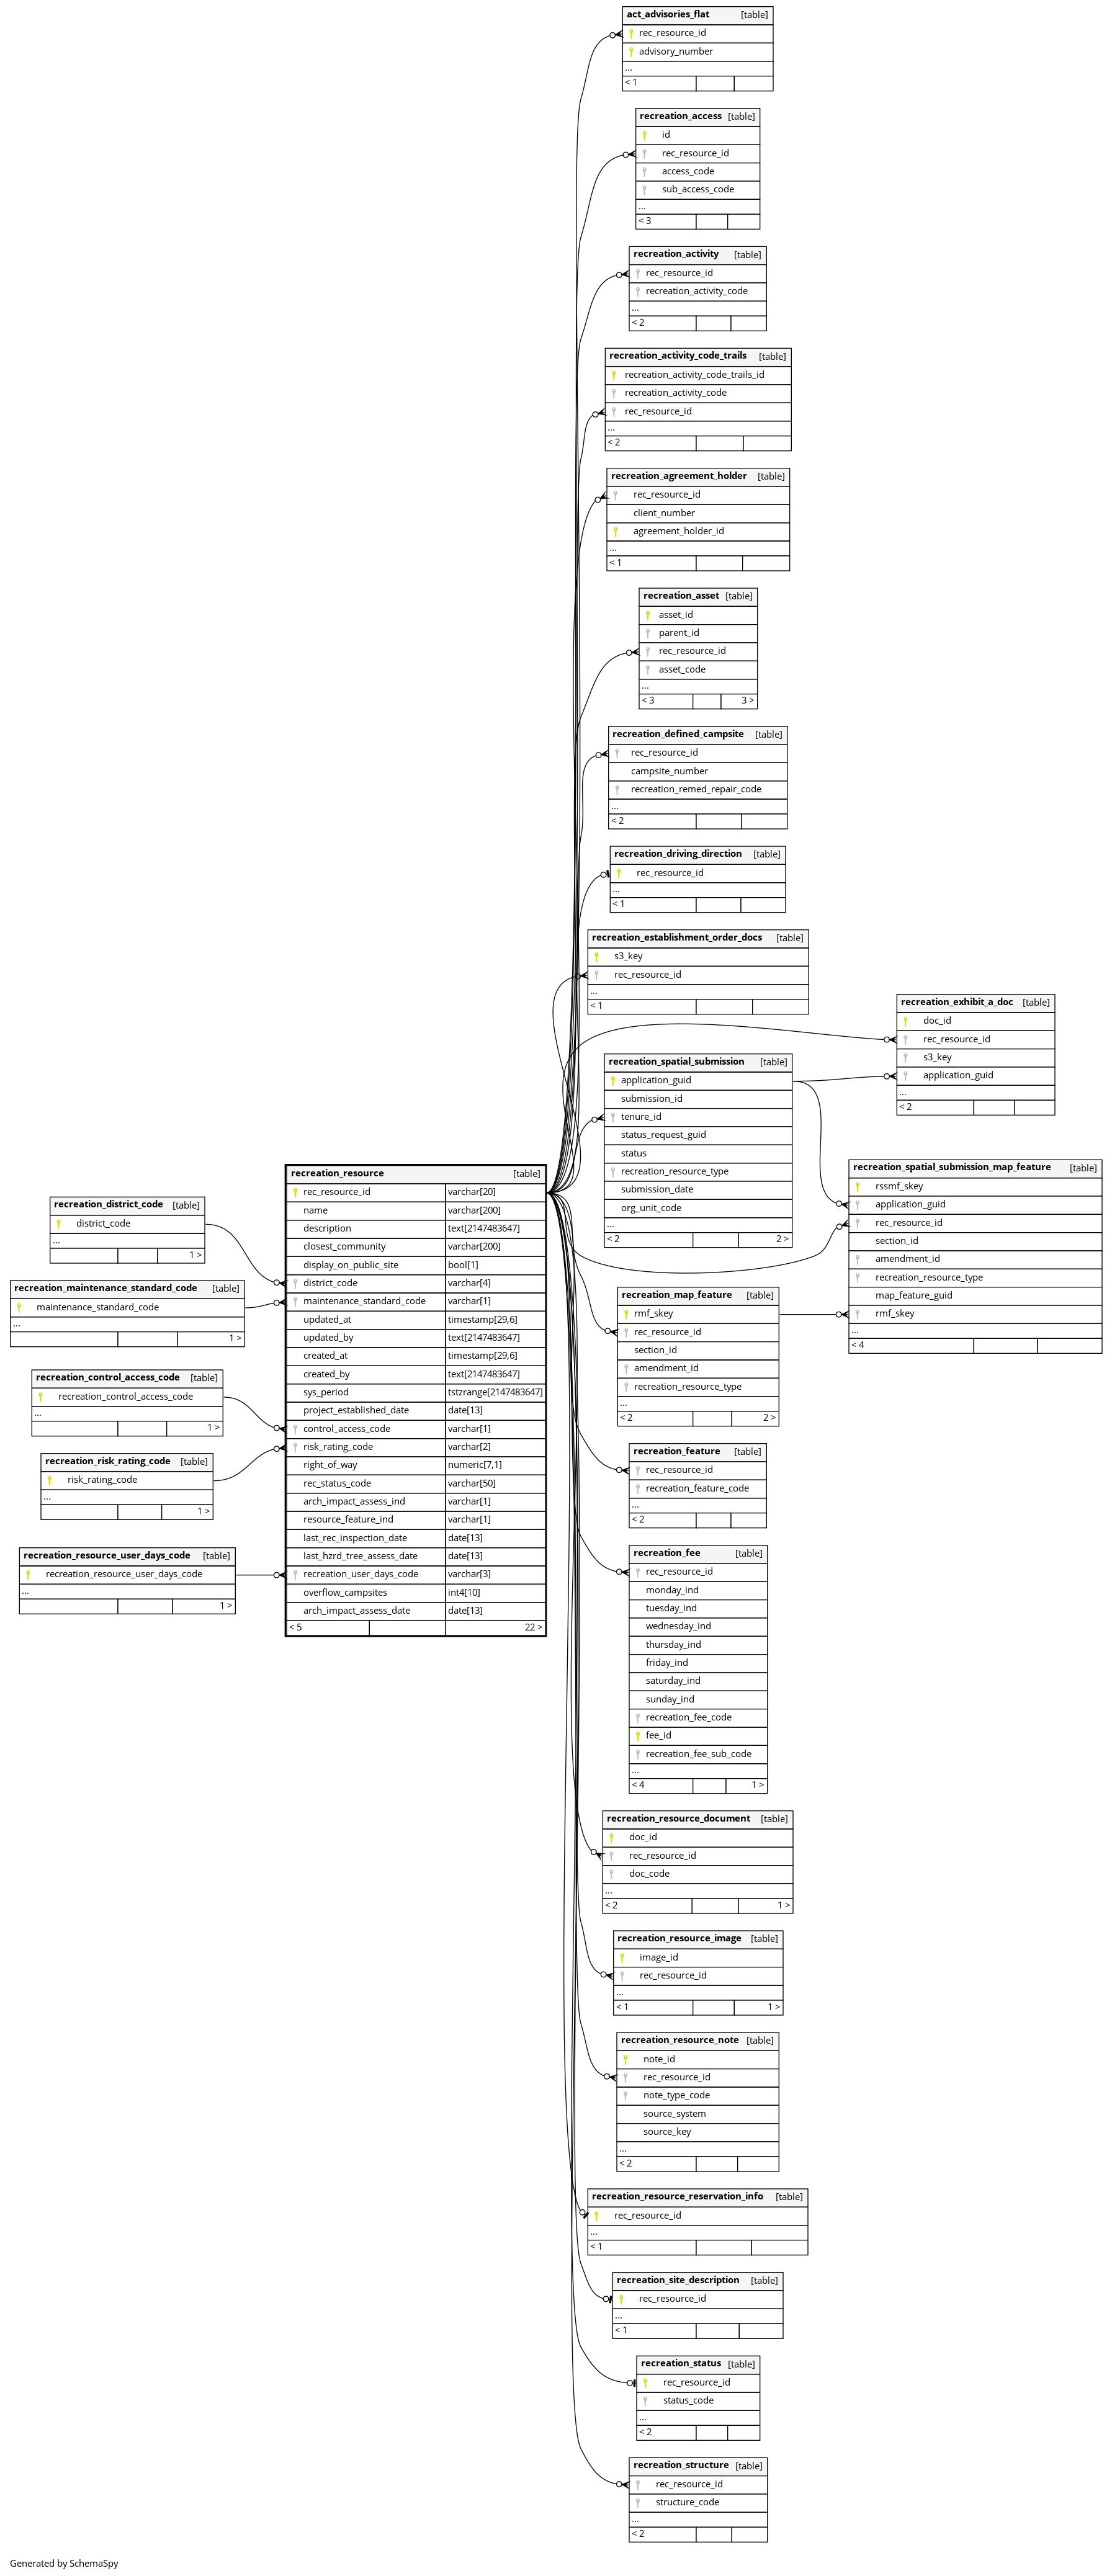 act_advisories_flat [table]
rec_resource_id
advisory_number
...
< 1
recreation_access [table]
id
rec_resource_id
access_code
sub_access_code
...
< 3
recreation_activity [table]
rec_resource_id
recreation_activity_code
...
< 2
recreation_activity_code_trails [table]
recreation_activity_code_trails_id
recreation_activity_code
rec_resource_id
...
< 2
recreation_agreement_holder [table]
rec_resource_id
client_number
agreement_holder_id
...
< 1
recreation_asset [table]
asset_id
parent_id
rec_resource_id
asset_code
...
< 3 3 >
recreation_defined_campsite [table]
rec_resource_id
campsite_number
recreation_remed_repair_code
...
< 2
recreation_driving_direction [table]
rec_resource_id
...
< 1
recreation_establishment_order_docs [table]
s3_key
rec_resource_id
...
< 1
recreation_exhibit_a_doc [table]
doc_id
rec_resource_id
s3_key
application_guid
...
< 2
recreation_spatial_submission [table]
application_guid
submission_id
tenure_id
status_request_guid
status
recreation_resource_type
submission_date
org_unit_code
...
< 2 2 >
recreation_spatial_submission_map_feature [table]
rssmf_skey
application_guid
rec_resource_id
section_id
amendment_id
recreation_resource_type
map_feature_guid
rmf_skey
...
< 4
recreation_district_code [table]
district_code
...
1 >
recreation_maintenance_standard_code [table]
maintenance_standard_code
...
1 >
recreation_control_access_code [table]
recreation_control_access_code
...
1 >
recreation_risk_rating_code [table]
risk_rating_code
...
1 >
recreation_resource_user_days_code [table]
recreation_resource_user_days_code
...
1 >
recreation_resource [table]
rec_resource_id varchar[20]
name varchar[200]
description text[2147483647]
closest_community varchar[200]
display_on_public_site bool[1]
district_code varchar[4]
maintenance_standard_code varchar[1]
updated_at timestamp[29,6]
updated_by text[2147483647]
created_at timestamp[29,6]
created_by text[2147483647]
sys_period tstzrange[2147483647]
project_established_date date[13]
control_access_code varchar[1]
risk_rating_code varchar[2]
right_of_way numeric[7,1]
rec_status_code varchar[50]
arch_impact_assess_ind varchar[1]
resource_feature_ind varchar[1]
last_rec_inspection_date date[13]
last_hzrd_tree_assess_date date[13]
recreation_user_days_code varchar[3]
overflow_campsites int4[10]
arch_impact_assess_date date[13]
< 5 22 >
recreation_map_feature [table]
rmf_skey
rec_resource_id
section_id
amendment_id
recreation_resource_type
...
< 2 2 >
recreation_feature [table]
rec_resource_id
recreation_feature_code
...
< 2
recreation_fee [table]
rec_resource_id
monday_ind
tuesday_ind
wednesday_ind
thursday_ind
friday_ind
saturday_ind
sunday_ind
recreation_fee_code
fee_id
recreation_fee_sub_code
...
< 4 1 >
recreation_resource_document [table]
doc_id
rec_resource_id
doc_code
...
< 2 1 >
recreation_resource_image [table]
image_id
rec_resource_id
...
< 1 1 >
recreation_resource_note [table]
note_id
rec_resource_id
note_type_code
source_system
source_key
...
< 2
recreation_resource_reservation_info [table]
rec_resource_id
...
< 1
recreation_site_description [table]
rec_resource_id
...
< 1
recreation_status [table]
rec_resource_id
status_code
...
< 2
recreation_structure [table]
rec_resource_id
structure_code
...
< 2
Generated by SchemaSpy